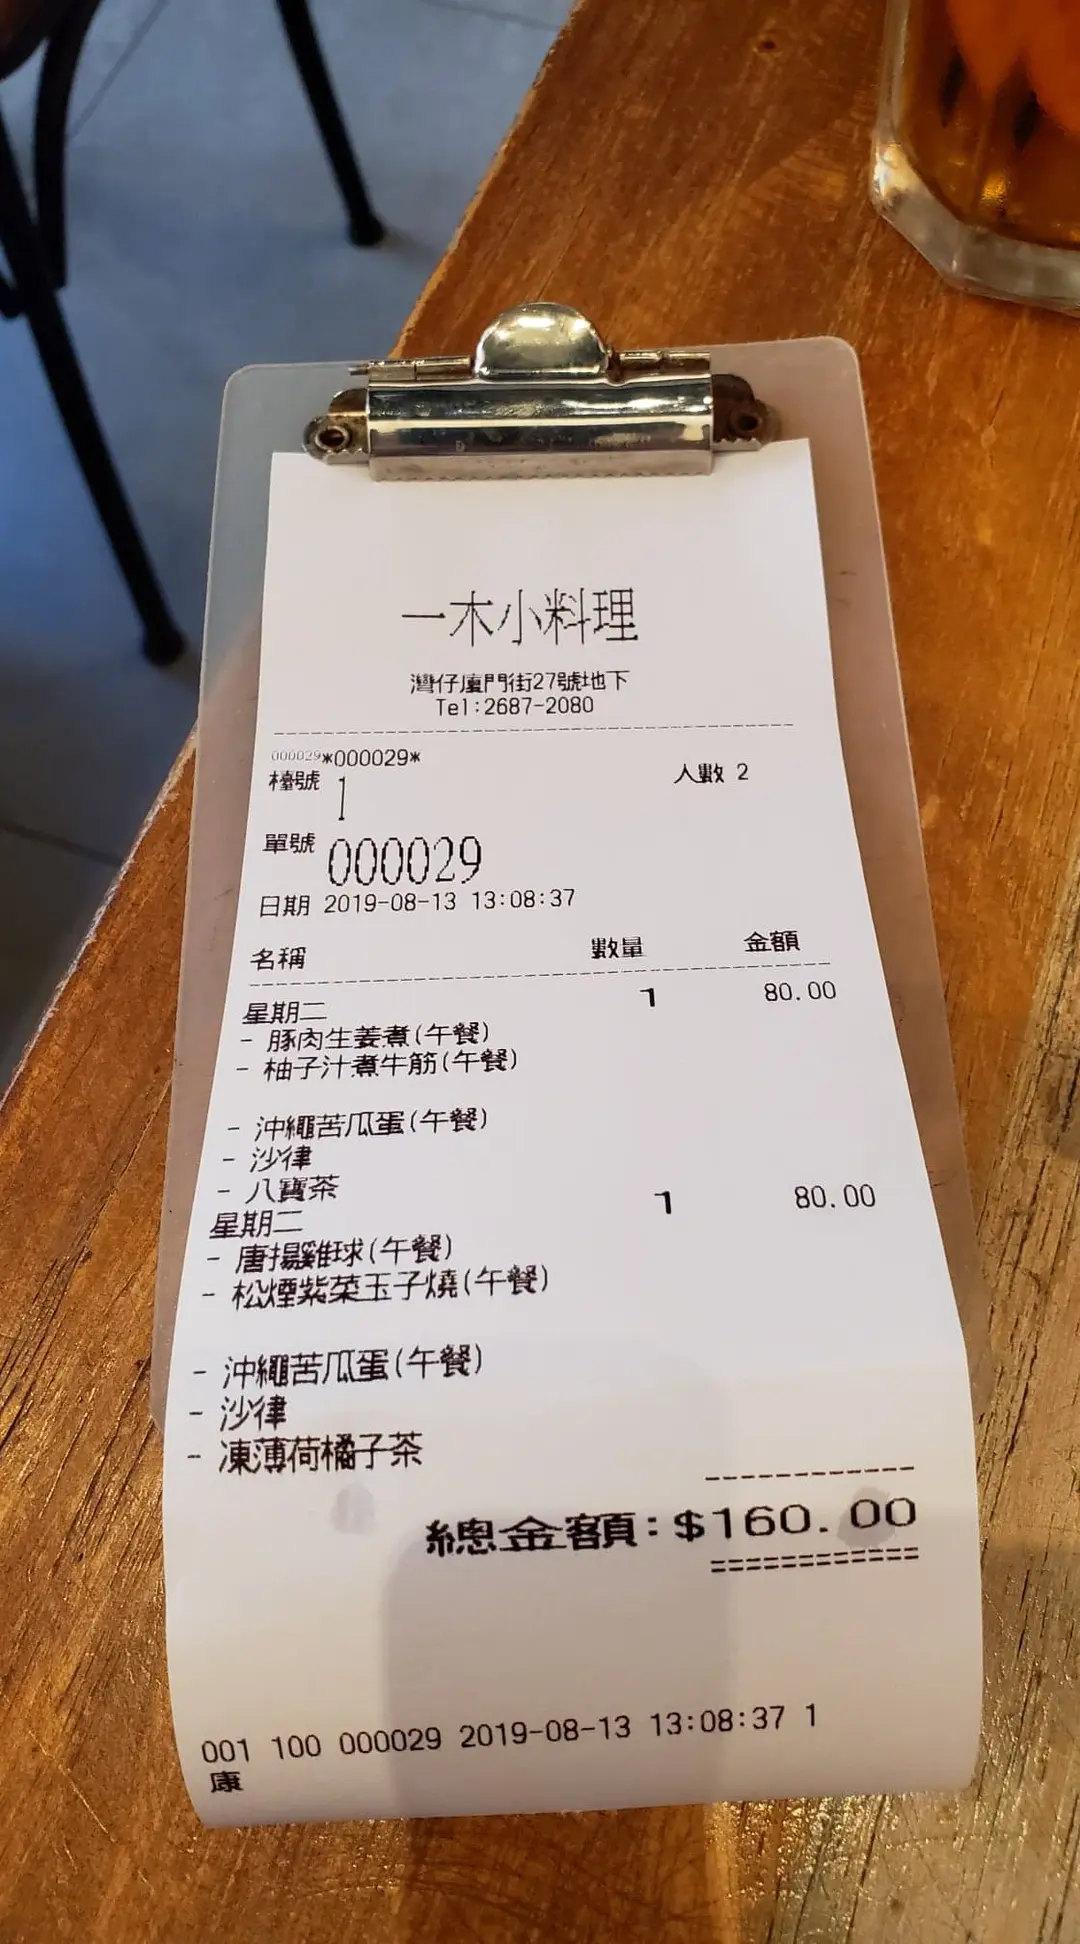 一木小料理
灣仔廈門街27號地下
Tel:2687-2080
000029*000029*
檯號 1 人數 2
單號 000029
日期 2019-08-13 13:08:37
名稱 數量 金額
星期二 1 80.00
- 豚肉生姜煮(午餐)
- 柚子汁煮牛筋(午餐)
- 沖繩苦瓜蛋(午餐)
- 沙律
- 八寶茶
星期二 1 80.00
- 唐揚雞球(午餐)
- 松煙紫菜玉子燒(午餐)
- 沖繩苦瓜蛋(午餐)
- 沙律
- 凍薄荷橘子茶
總金額:$160.00
001 100 000029 2019-08-13 13:08:37 1
康